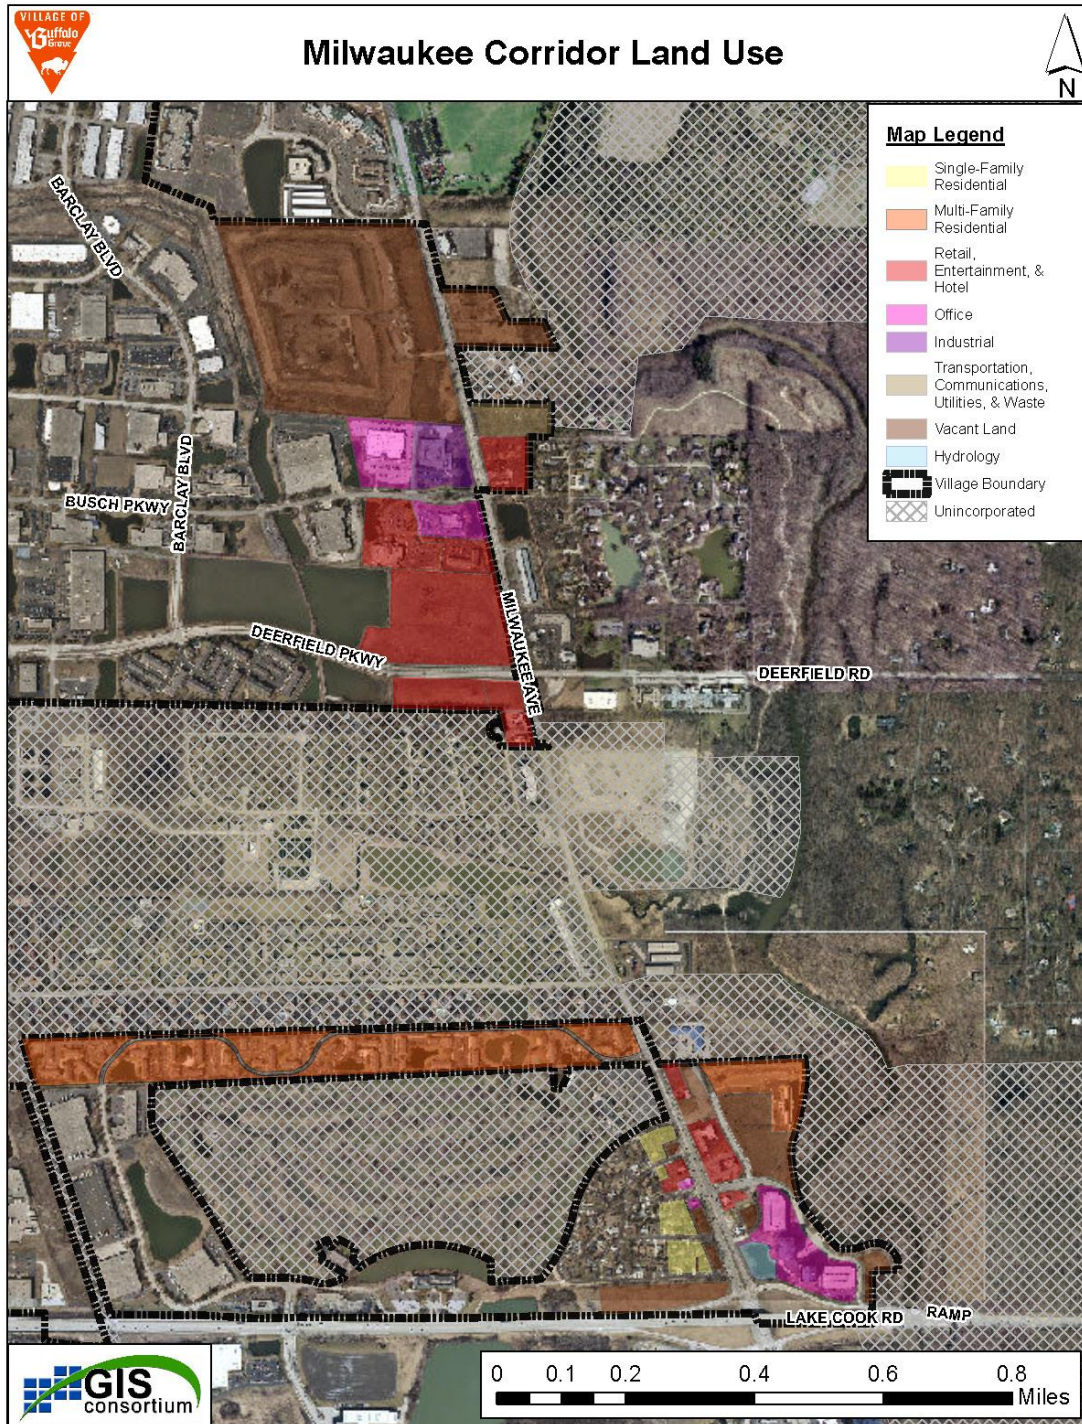 VILLAGE OF
Buffalo
Grove
Milwaukee Corridor Land Use
N
Map Legend
Single-Family
Residential
Multi-Family
Residential
Retail,
Entertainment, &
Hotel
Office
Industrial
Transportation,
Communications,
Utilities, & Waste
Vacant Land
Hydrology
Village Boundary
Unincorporated
BARCLAY BLVD
BARCLAY BLVD
BUSCH PKWY
MILWAUKEE AVE
DEERFIELD PKWY
DEERFIELD RD
LAKE COOK RD
RAMP
GIS
consortium
0 0.1 0.2 0.4 0.6 0.8
Miles